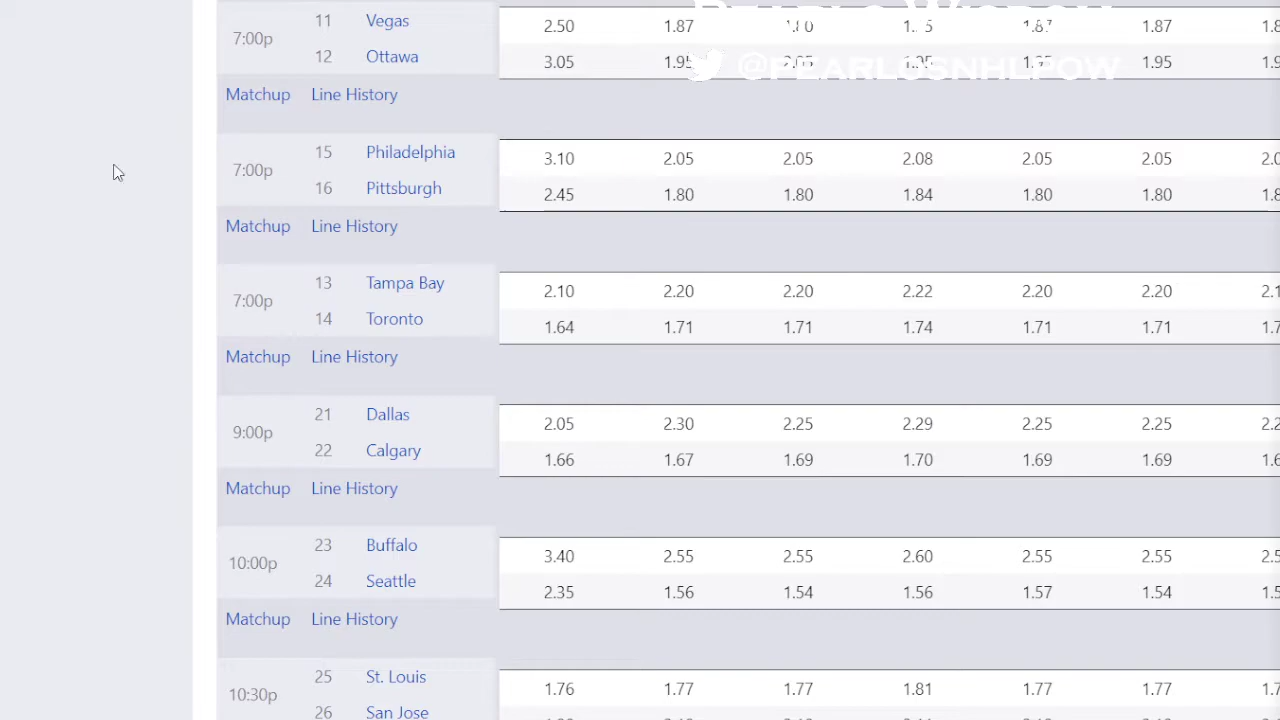 11 Vegas 2.50 1.87 1.87 1.87
7:00p
12 Ottawa 3.05 1.95 1.95
@PEARLOSNHLPOW
Matchup Line History
15 Philadelphia 3.10 2.05 2.05 2.08 2.05 2.05
7:00p
16 Pittsburgh 2.45 1.80 1.80 1.84 1.80 1.80
Matchup Line History
13 Tampa Bay 2.10 2.20 2.20 2.22 2.20 2.20
7:00p
14 Toronto 1.64 1.71 1.71 1.74 1.71 1.71
Matchup Line History
21 Dallas 2.05 2.30 2.25 2.29 2.25 2.25
9:00p
22 Calgary 1.66 1.67 1.69 1.70 1.69 1.69
Matchup Line History
23 Buffalo 3.40 2.55 2.55 2.60 2.55 2.55
10:00p
24 Seattle 2.35 1.56 1.54 1.56 1.57 1.54
Matchup Line History
25 St. Louis 1.76 1.77 1.77 1.81 1.77 1.77
10:30p
26 San Jose